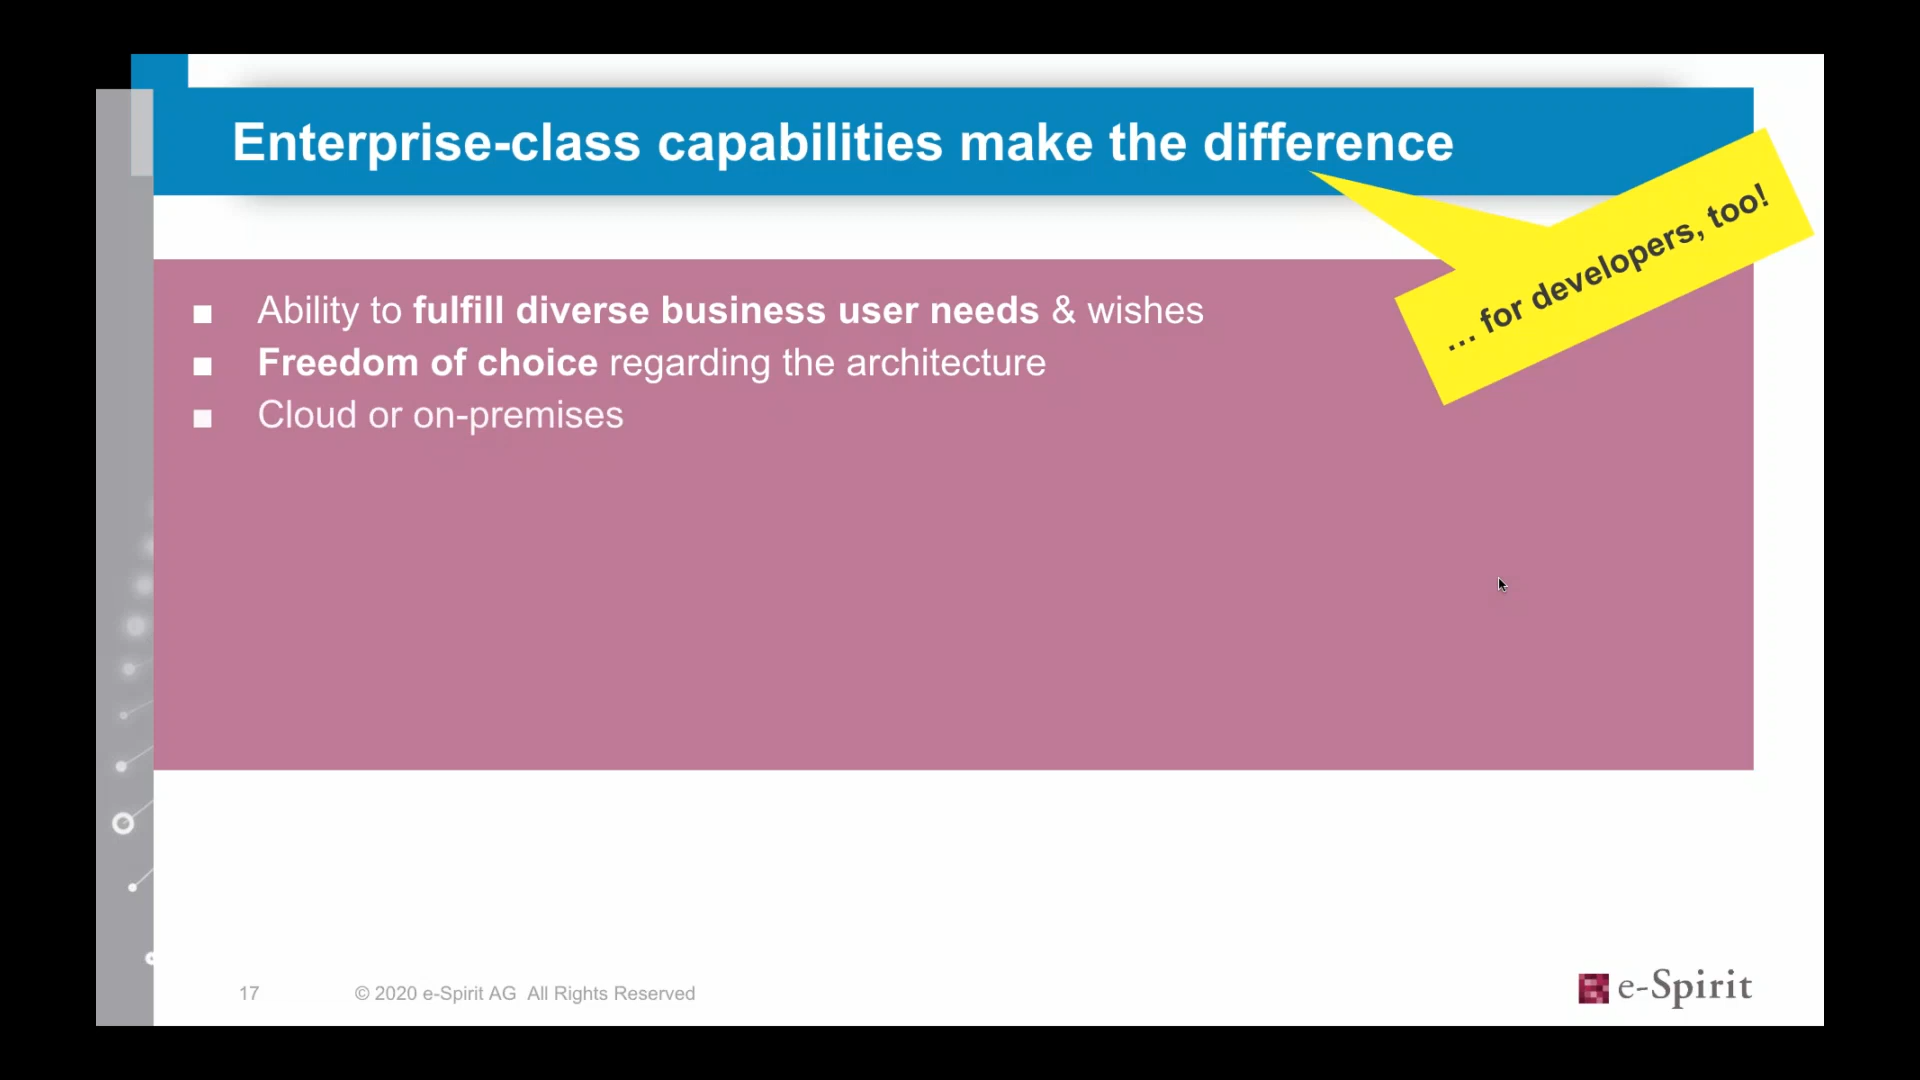 Enterprise-class capabilities make the difference
... for developers, too!
■ Ability to fulfill diverse business user needs & wishes
■ Freedom of choice regarding the architecture
■ Cloud or on-premises
17 © 2020 e-Spirit AG All Rights Reserved
e-Spirit